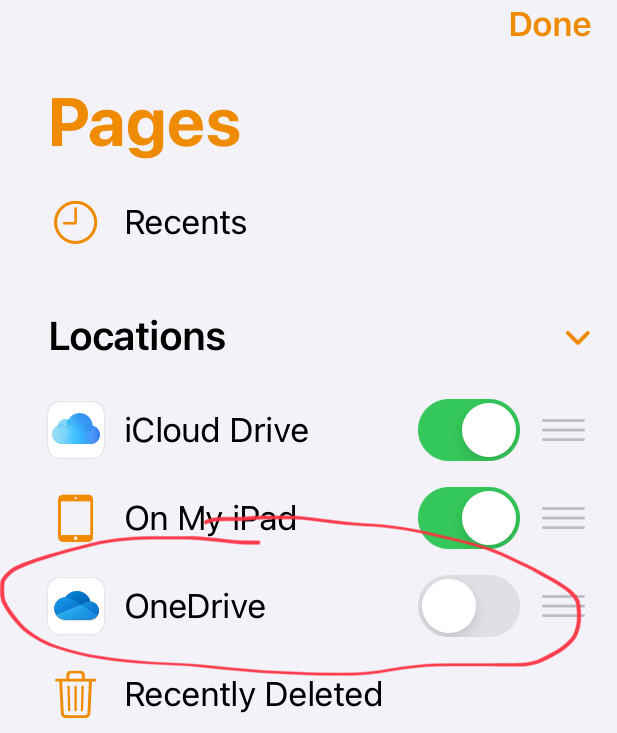 Done
Pages
Recents
Locations
iCloud Drive
On My iPad
OneDrive
Recently Deleted